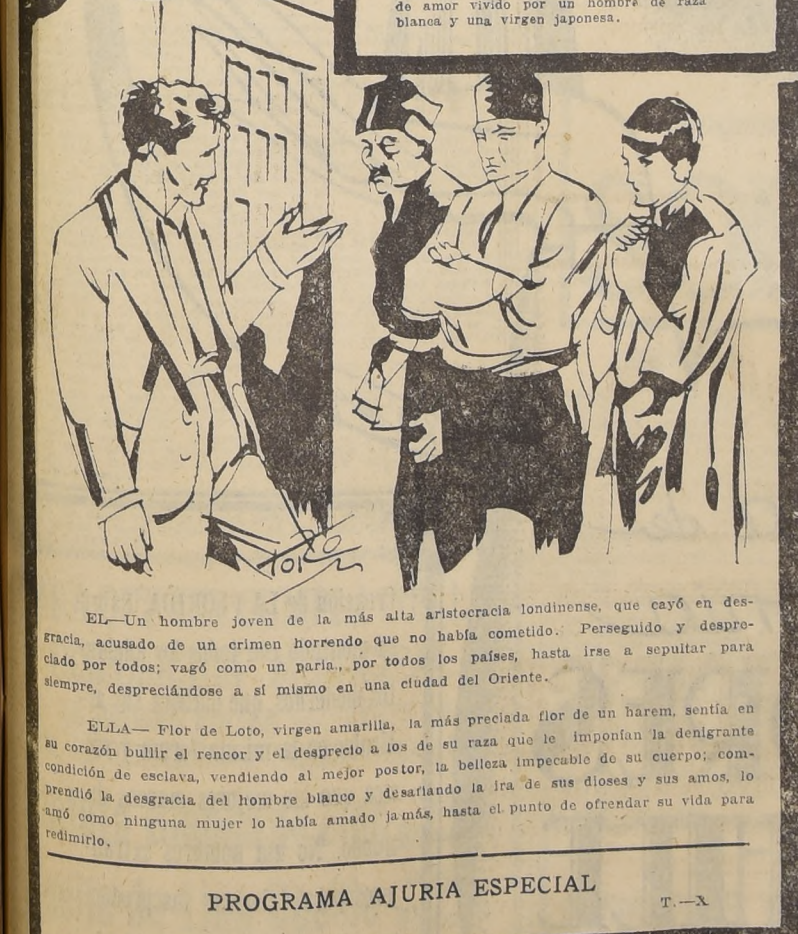 de amor vivido por un hombre de raza
blanca y una virgen japonesa.
EL—Un hombre joven de la más alta aristocracia londinense, que cayó en des-
gracia, acusado de un crimen horrendo que no había cometido. Perseguido y despre-
ciado por todos; vagó como un paria, por todos los países, hasta irse a sepultar para
siempre, despreciándose a sí mismo en una ciudad del Oriente.
ELLA— Flor de Loto, virgen amarilla, la más preciada flor de un harem, sentía en
su corazón bullir el rencor y el desprecio a los de su raza que le imponían la denigrante
condición de esclava, vendiendo al mejor postor, la belleza impecable de su cuerpo; com-
prendió la desgracia del hombre blanco y desafiando la ira de sus dioses y sus amos, lo
amó como ninguna mujer lo había amado jamás, hasta el punto de ofrendar su vida para
redimirlo.
PROGRAMA AJURIA ESPECIAL
T.—X